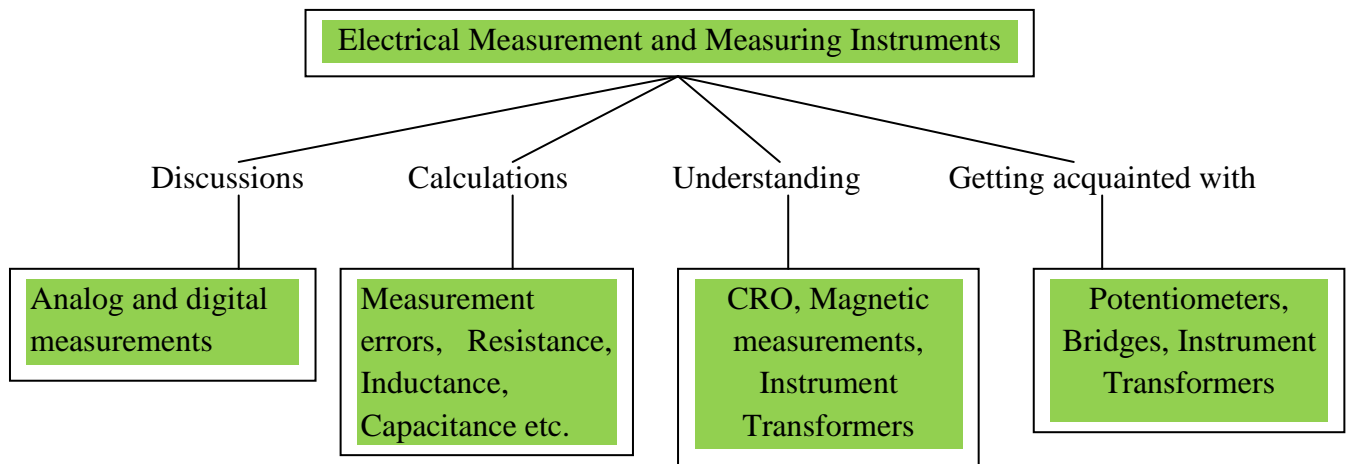 Electrical Measurement and Measuring Instruments
Discussions
Calculations
Understanding
Getting acquainted with
Analog and digital
measurements
Measurement
errors, Resistance,
Inductance,
Capacitance etc.
CRO, Magnetic
measurements,
Instrument
Transformers
Potentiometers,
Bridges, Instrument
Transformers